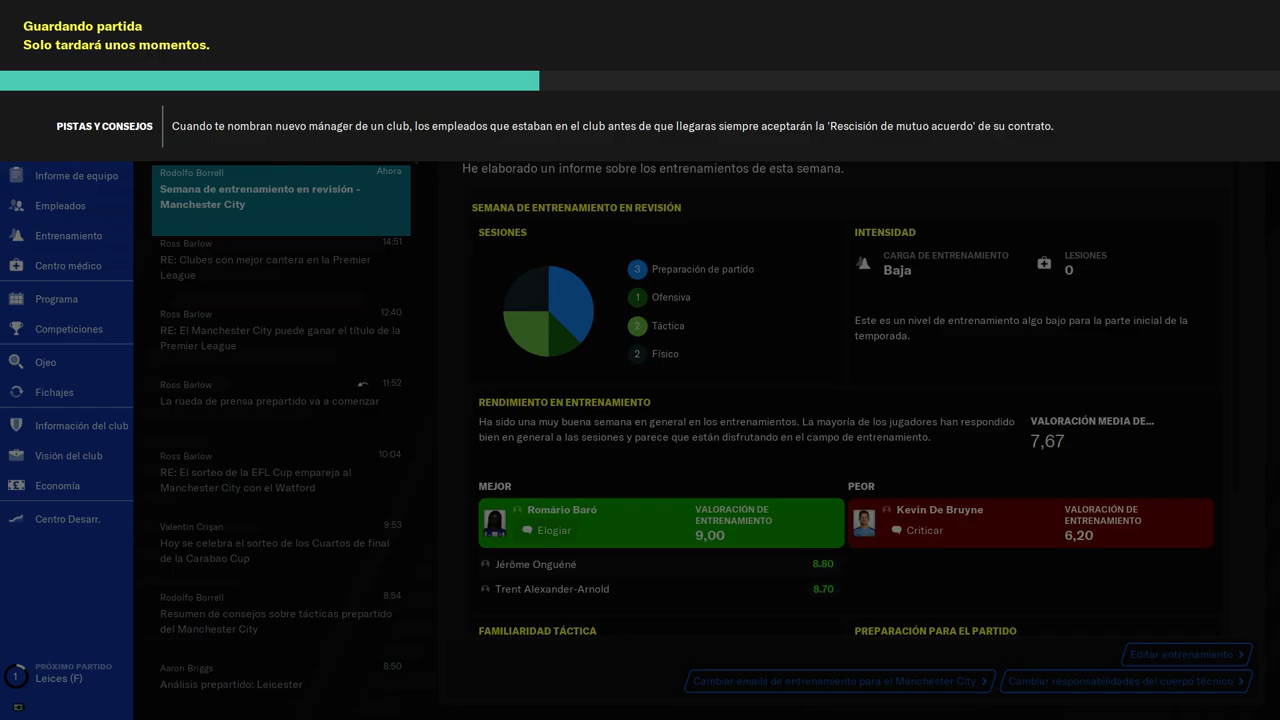 Guardando partida
Solo tardará unos momentos.
PISTAS Y CONSEJOS
Cuando te nombran nuevo mánager de un club, los empleados que estaban en el club antes de que llegaras siempre aceptarán la 'Rescisión de mutuo acuerdo' de su contrato.
Informe de equipo
Empleados
Entrenamiento
Centro médico
Programa
Competiciones
Ojeo
Fichajes
Información del club
Visión del club
Economía
Centro Desarr.
1
PRÓXIMO PARTIDO
Leices (F)
Rodolfo Borrell
Ahora
Semana de entrenamiento en revisión -
Manchester City
Ross Barlow
14:51
RE: Clubes con mejor cantera en la Premier
League
Ross Barlow
12:40
RE: El Manchester City puede ganar el título de la
Premier League
Ross Barlow
11:52
La rueda de prensa prepartido va a comenzar
Ross Barlow
10:04
RE: El sorteo de la EFL Cup empareja al
Manchester City con el Watford
Valentin Crişan
9:53
Hoy se celebra el sorteo de los Cuartos de final
de la Carabao Cup
Rodolfo Borrell
8:54
Resumen de consejos sobre tácticas prepartido
del Manchester City
Aaron Briggs
8:50
Análisis prepartido: Leicester
He elaborado un informe sobre los entrenamientos de esta semana.
SEMANA DE ENTRENAMIENTO EN REVISIÓN
SESIONES
3 Preparación de partido
1 Ofensiva
2 Táctica
2 Físico
INTENSIDAD
CARGA DE ENTRENAMIENTO
Baja
LESIONES
0
Este es un nivel de entrenamiento algo bajo para la parte inicial de la
temporada.
RENDIMIENTO EN ENTRENAMIENTO
Ha sido una muy buena semana en general en los entrenamientos. La mayoría de los jugadores han respondido
bien en general a las sesiones y parece que están disfrutando en el campo de entrenamiento.
VALORACIÓN MEDIA DE...
7,67
MEJOR
Romário Baró
Elogiar
VALORACIÓN DE
ENTRENAMIENTO
9,00
Jérôme Onguéné
8.80
Trent Alexander-Arnold
8.70
PEOR
Kevin De Bruyne
Criticar
VALORACIÓN DE
ENTRENAMIENTO
6,20
FAMILIARIDAD TÁCTICA
PREPARACIÓN PARA EL PARTIDO
Editar entrenamiento
Cambiar emails de entrenamiento para el Manchester City
Cambiar responsabilidades del cuerpo técnico